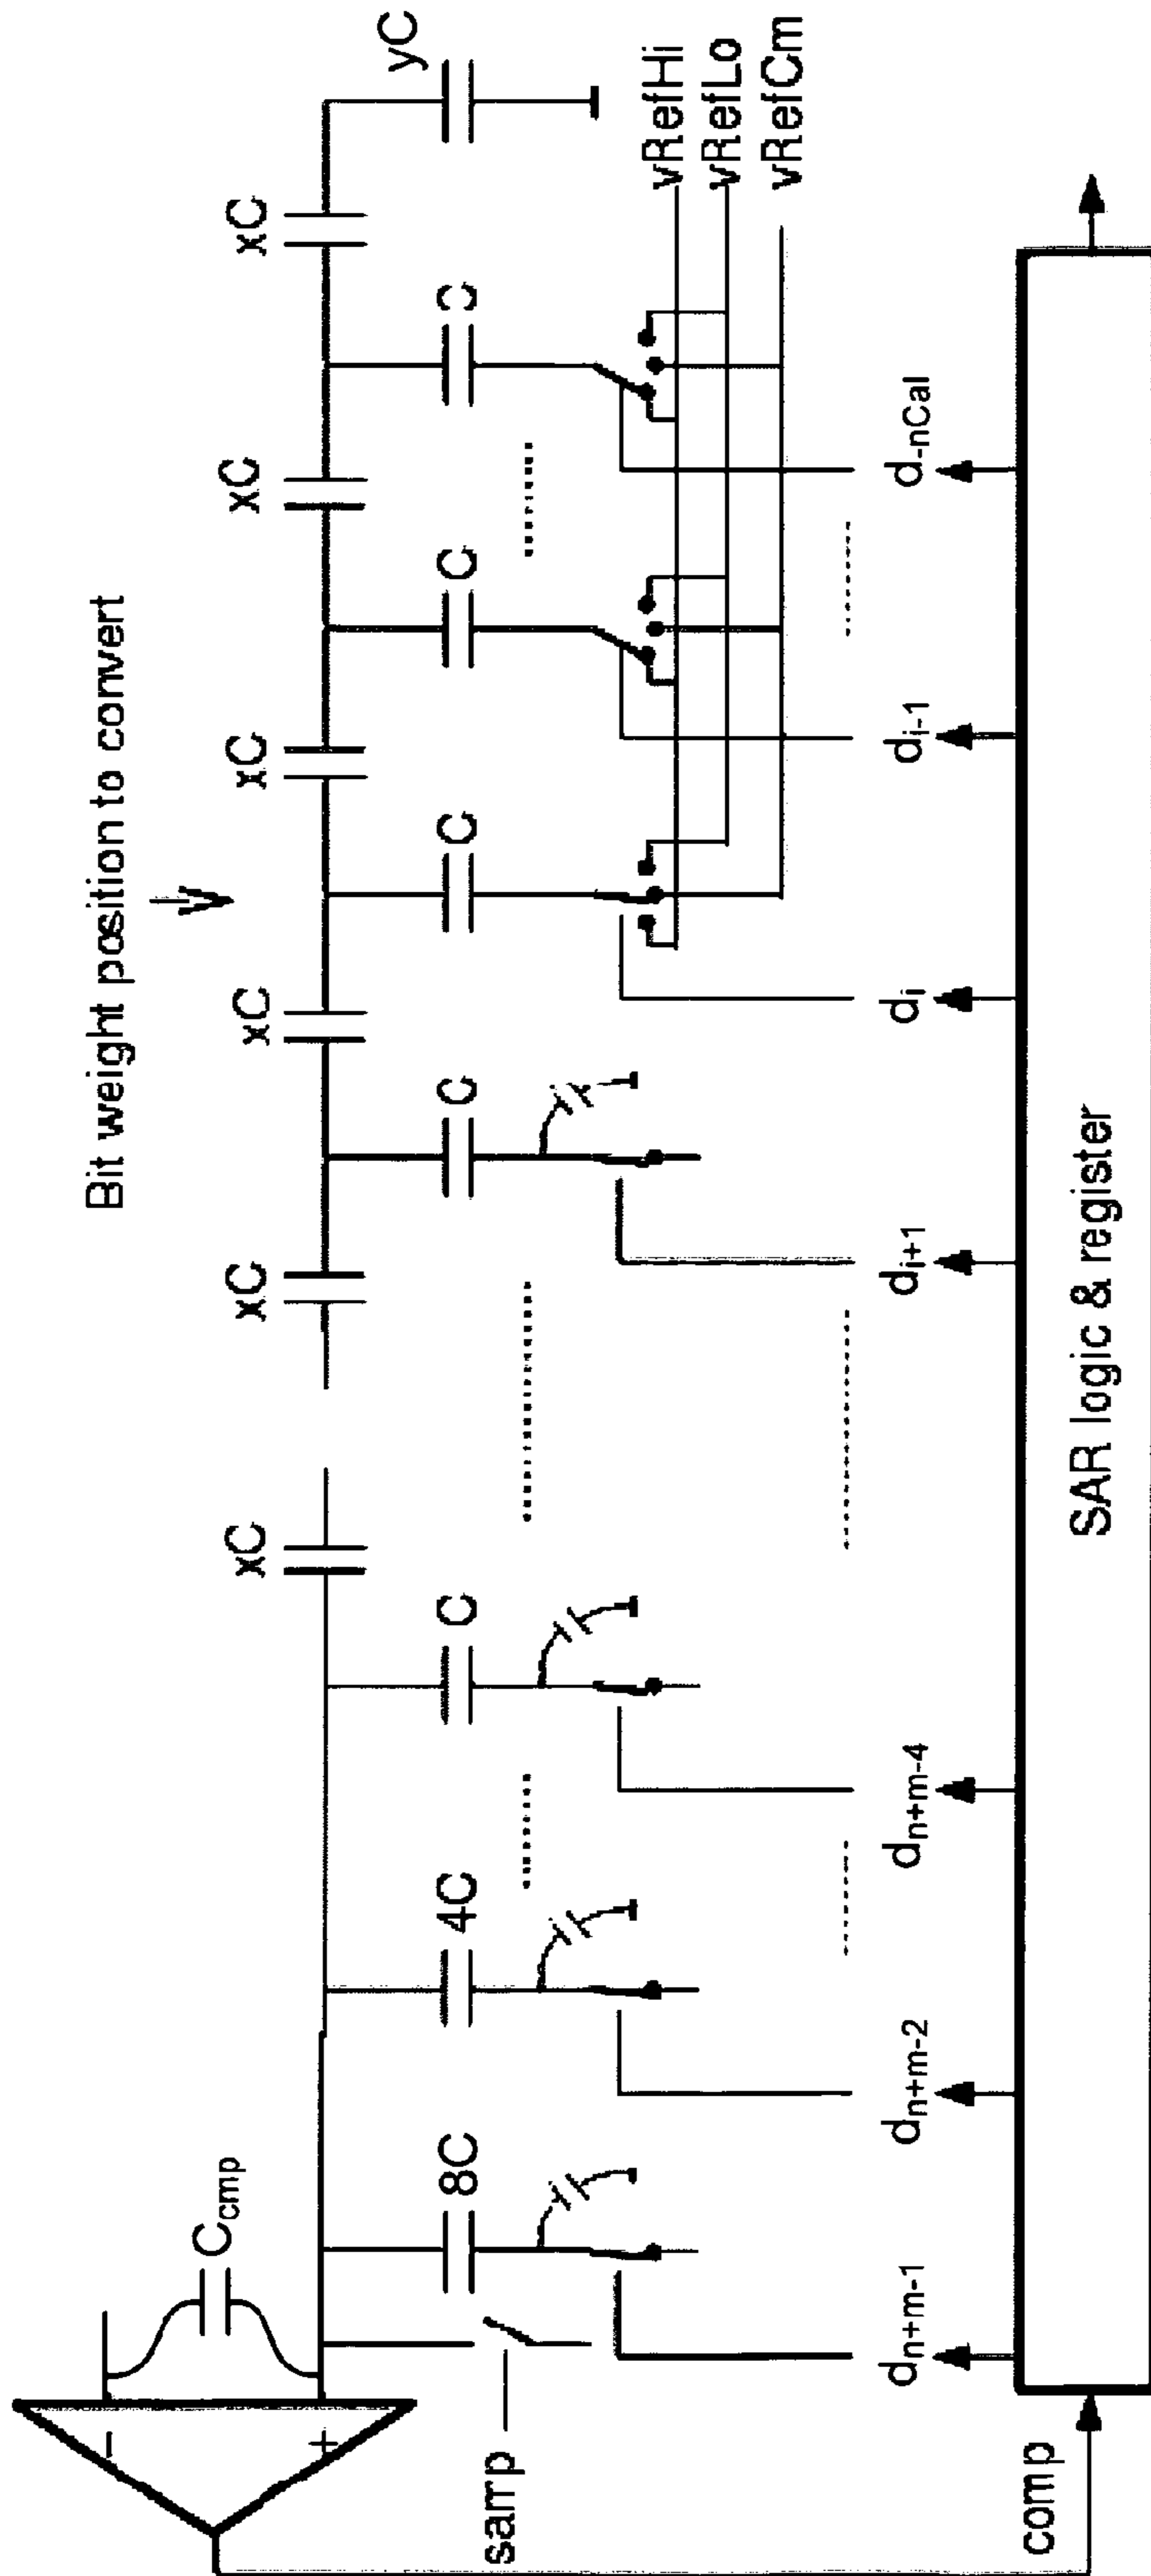 Bit weight position to convert
C_cmp
-
+
samp
comp
8C
4C
C
xC
xC
C
xC
C
xC
C
xC
C
xC
yC
vRefHi
vRefLo
vRefCm
d_n+m-1
d_n+m-2
d_n+m-4
d_i+1
d_i
d_i-1
d_-nCal
SAR logic & register